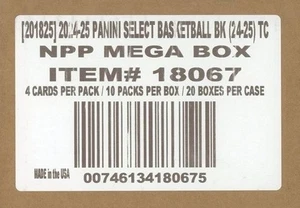 [201825] 2024-25 PANINI SELECT BASKETBALL BK (24-25) TC
NPP MEGA BOX
ITEM# 18067
4 CARDS PER PACK / 10 PACKS PER BOX / 20 BOXES PER CASE
MADE in the USA
00746134180675